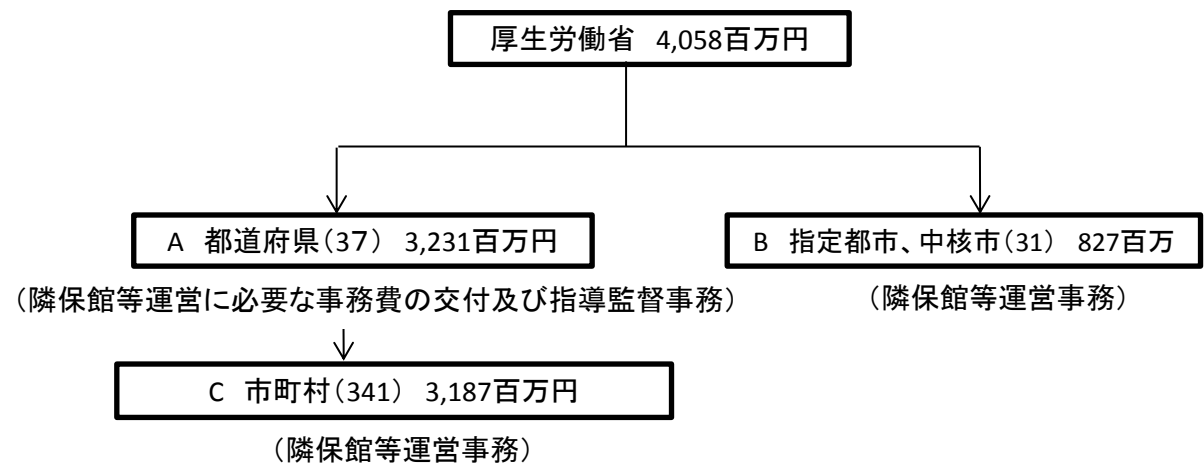 厚生労働省 4,058百万円
A 都道府県(37) 3,231百万円
B 指定都市、中核市(31) 827百万
(隣保館等運営に必要な事務費の交付及び指導監督事務)
(隣保館等運営事務)
C 市町村(341) 3,187百万円
(隣保館等運営事務)